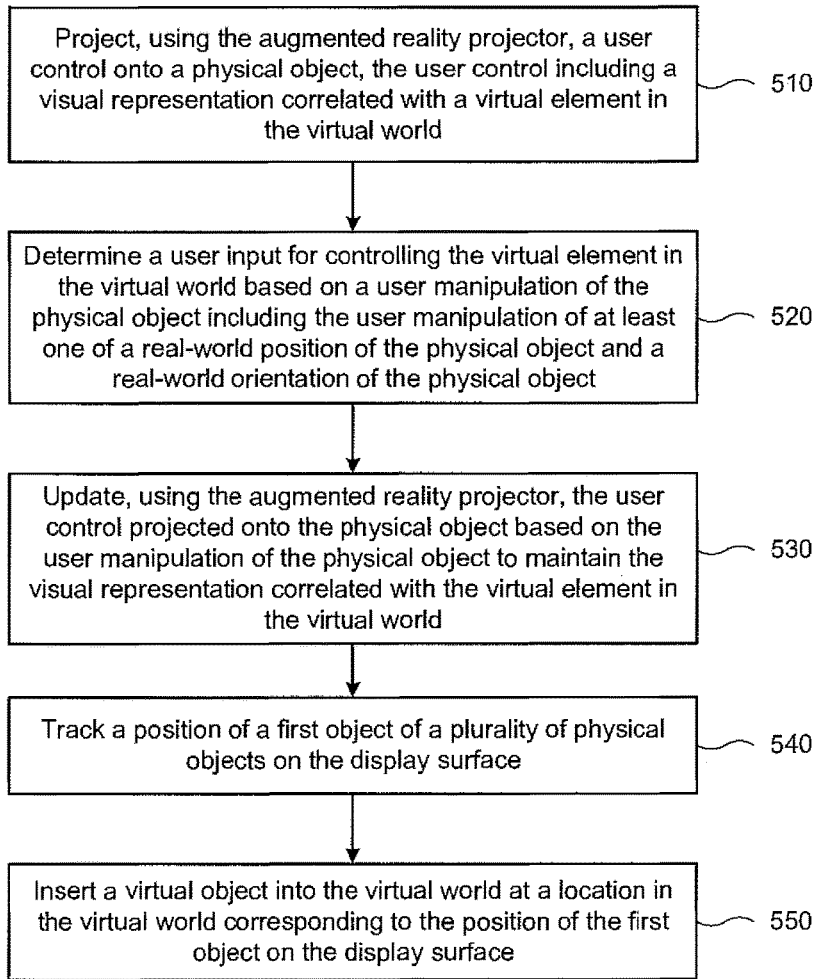 Project, using the augmented reality projector, a user
control onto a physical object, the user control including a
visual representation correlated with a virtual element in
the virtual world
510
Determine a user input for controlling the virtual element in
the virtual world based on a user manipulation of the
physical object including the user manipulation of at least
one of a real-world position of the physical object and a
real-world orientation of the physical object
520
Update, using the augmented reality projector, the user
control projected onto the physical object based on the
user manipulation of the physical object to maintain the
visual representation correlated with the virtual element in
the virtual world
530
Track a position of a first object of a plurality of physical
objects on the display surface
540
Insert a virtual object into the virtual world at a location in
the virtual world corresponding to the position of the first
object on the display surface
550